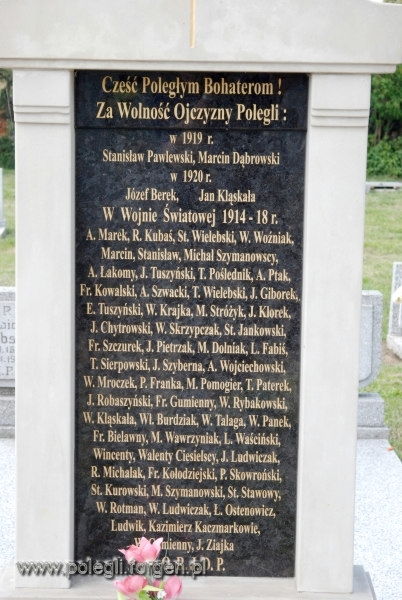 Cześć Poległym Bohaterom !
Za Wolność Ojczyzny Polegli :
w 1919 r.
Stanisław Pawlewski, Marcin Dąbrowski
w 1920 r.
Józef Berek, Jan Kląskała
W Wojnie Światowej 1914 - 18 r.
A. Marek, R. Kubaś, St. Wielebski, W. Woźniak,
Marcin, Stanisław, Michal Szymanowscy,
A. Łakomy, J. Tuszyński, T. Poślednik, A. Ptak,
Fr. Kowalski, A. Szwacki, T. Wielebski, J. Giborek,
E. Tuszyński, W. Krajka, M. Stróżyk, J. Klorek,
J. Chytrowski, W. Skrzypczak, St. Jankowski,
Fr. Szczurek, J. Pietrzak, M. Dolniak, L. Fabiś,
T. Sierpowski, J. Szyberna, A. Wojciechowski,
W. Mroczek, P. Franka, M. Pomogier, T. Paterek,
J. Robaszyński, Fr. Gumienny, W. Rybakowski,
W. Kląskała, Wł. Burdziak, W. Talaga, W. Panek,
Fr. Bielawny, M. Wawrzyniak, L. Waściński,
Wincenty, Walenty Ciesielscy, J. Ludwiczak,
R. Michalak, Fr. Kołodziejski, P. Skowroński,
St. Kurowski, M. Szymanowski, St. Stawowy,
W. Rotman, W. Ludwiczak, Ł. Ostenowicz,
Ludwik, Kazimierz Kaczmarkowie,
J. Ziajka
D. P.
www.polegli.forgen.pl